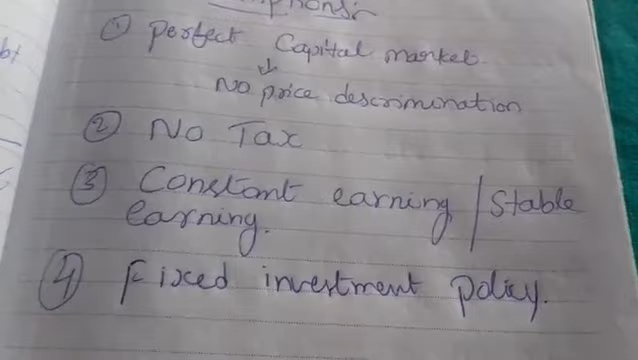 ① Perfect Capital market.
↓
No price descrimination
② No Tax
③ Constant earning / Stable
earning.
④ Fixed investment policy.